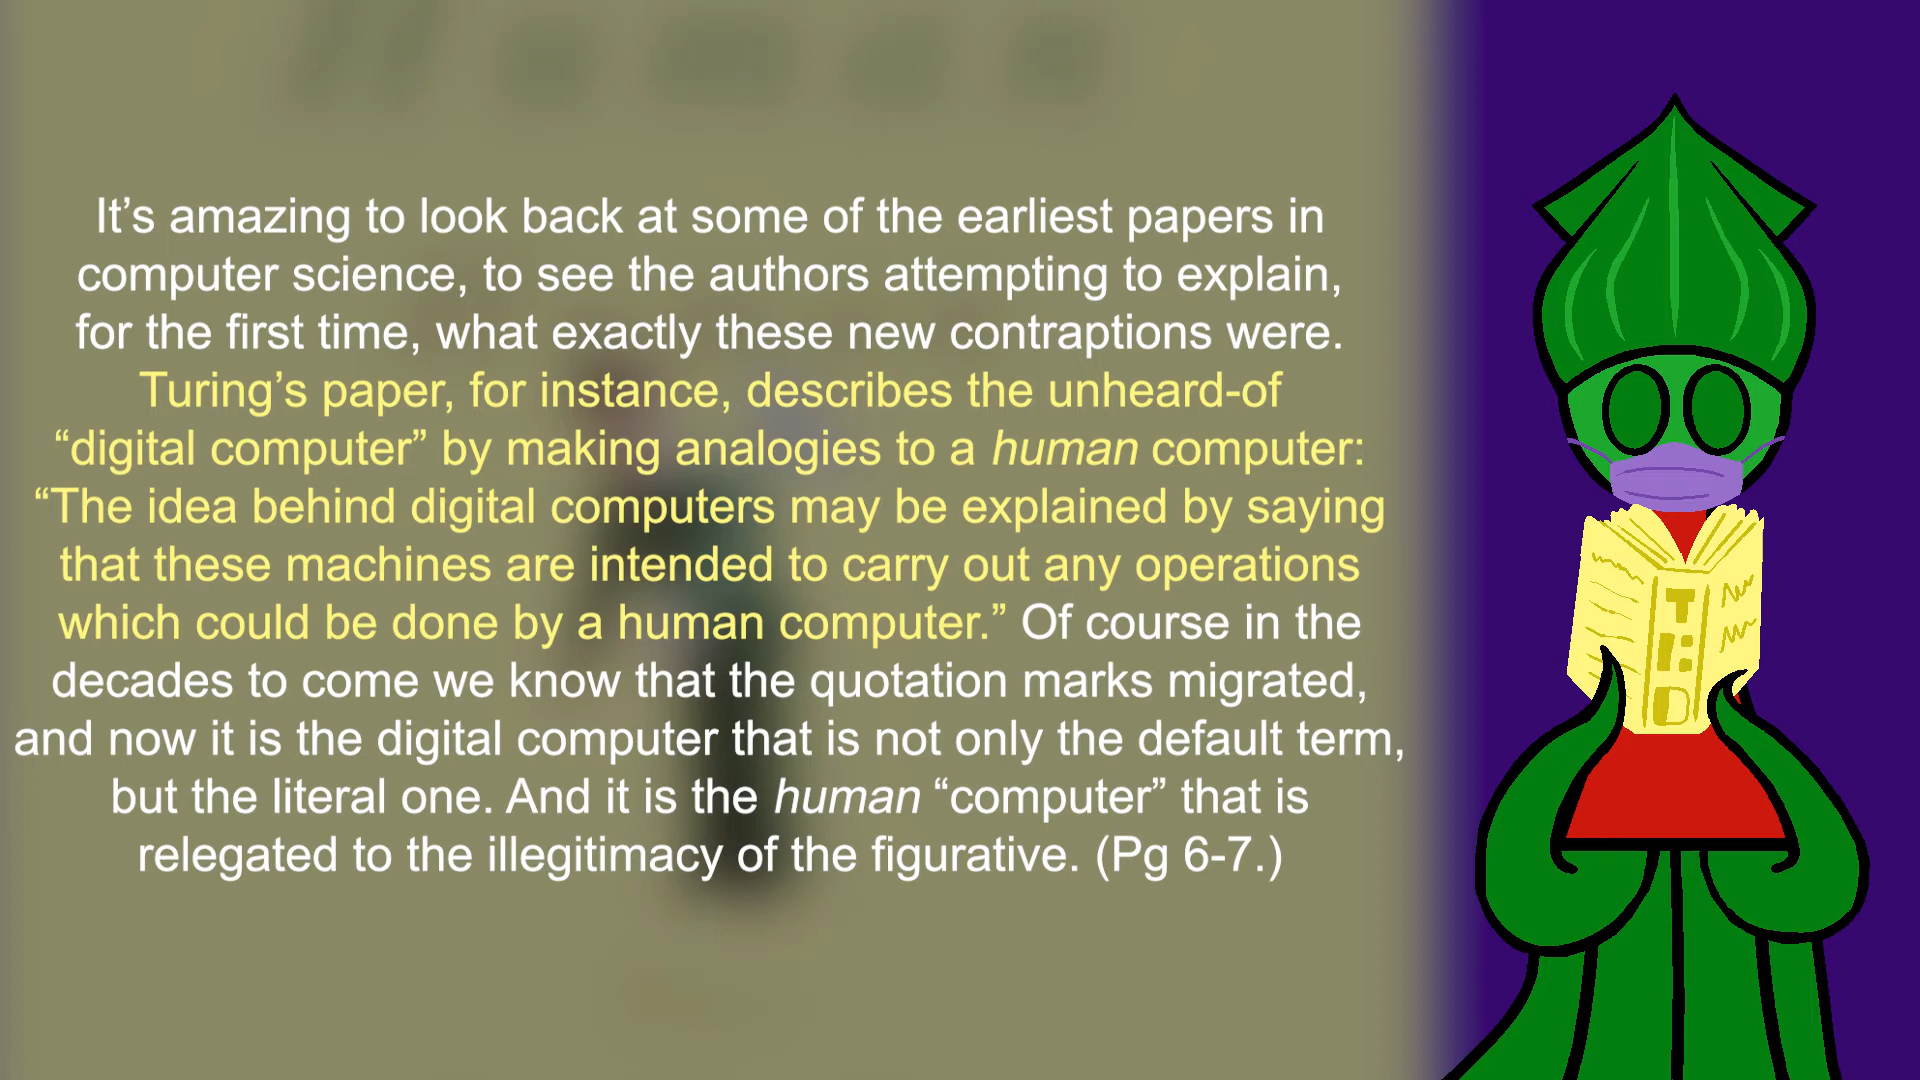 It’s amazing to look back at some of the earliest papers in
computer science, to see the authors attempting to explain,
for the first time, what exactly these new contraptions were.
Turing’s paper, for instance, describes the unheard-of
“digital computer” by making analogies to a human computer:
“The idea behind digital computers may be explained by saying
that these machines are intended to carry out any operations
which could be done by a human computer.” Of course in the
decades to come we know that the quotation marks migrated,
and now it is the digital computer that is not only the default term,
but the literal one. And it is the human “computer” that is
relegated to the illegitimacy of the figurative. (Pg 6-7.)